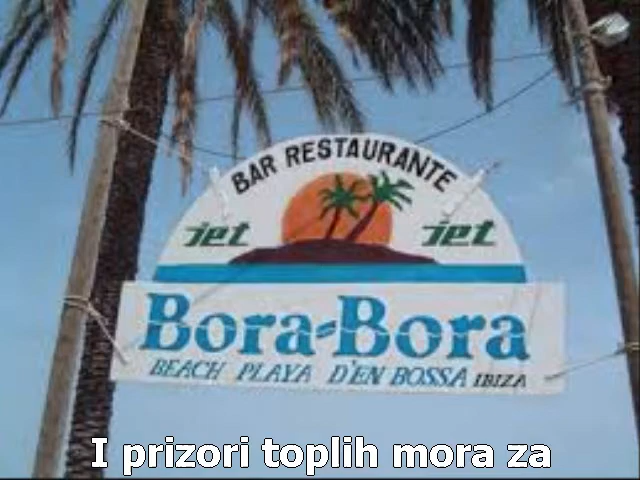 BAR RESTAURANTE
jet jet
Bora-Bora
BEACH PLAYA D'EN BOSSA IBIZA
I prizori toplih mora za